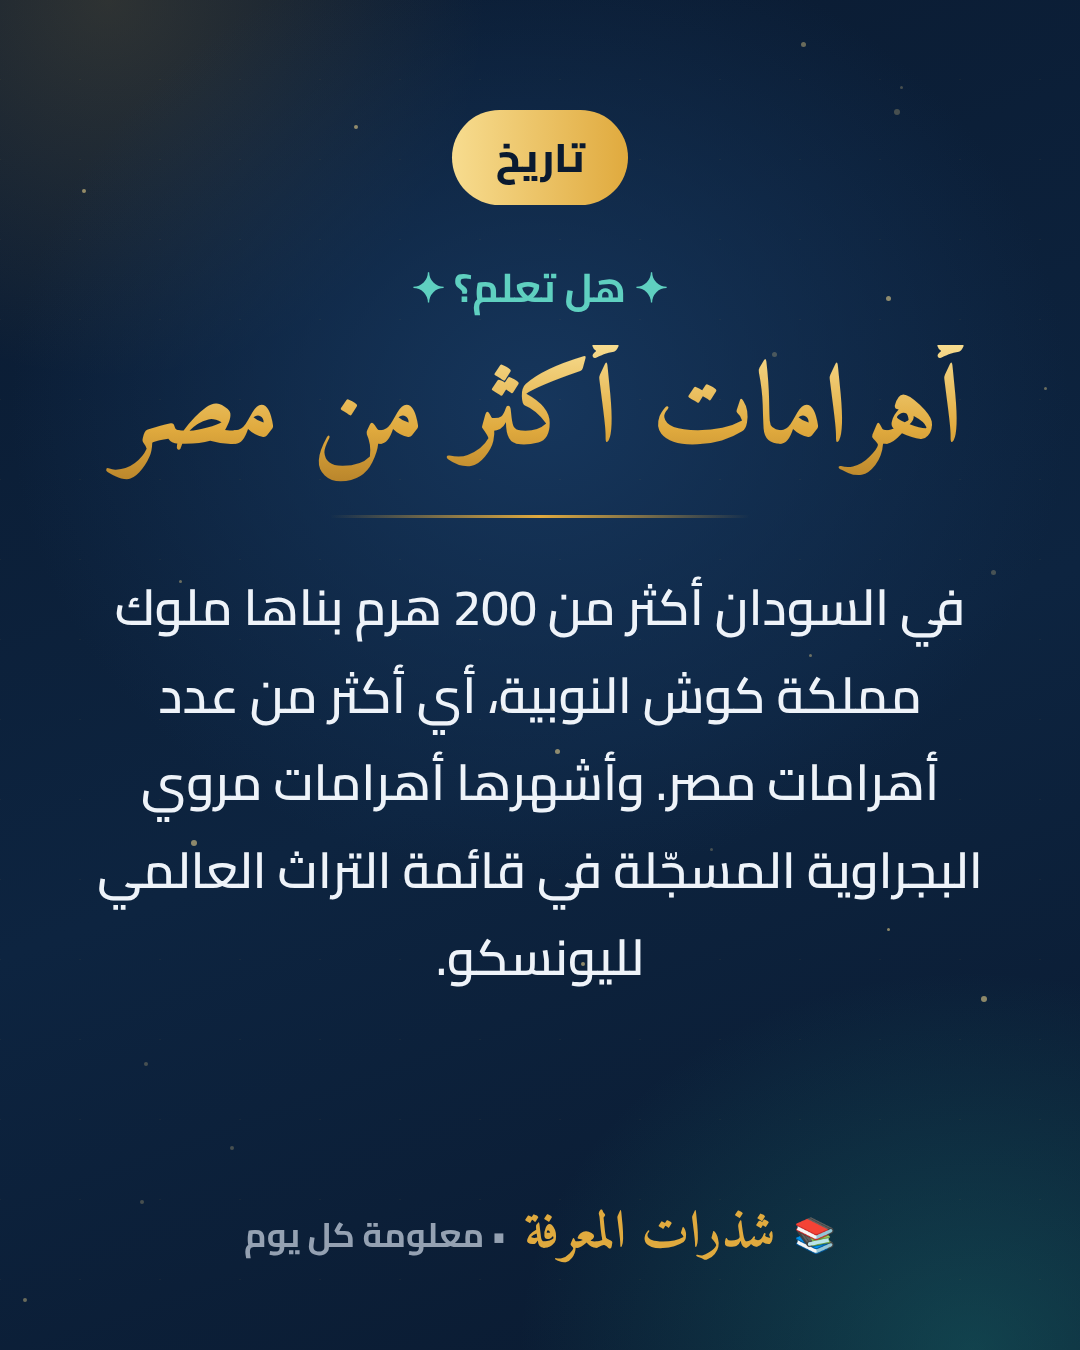 تاريخ
✦ هل تعلم؟ ✦
أهرامات أكثر من مصر
في السودان أكثر من 200 هرم بناها ملوك
مملكة كوش النوبية، أي أكثر من عدد
أهرامات مصر. وأشهرها أهرامات مروي
البجراوية المسجّلة في قائمة التراث العالمي
لليونسكو.
📚 شذرات المعرفة ▪ معلومة كل يوم